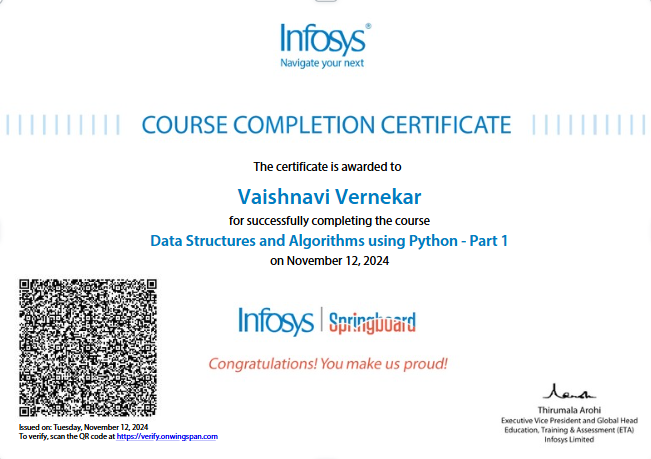 Infosys®
Navigate your next
COURSE COMPLETION CERTIFICATE
The certificate is awarded to
Vaishnavi Vernekar
for successfully completing the course
Data Structures and Algorithms using Python - Part 1
on November 12, 2024
Infosys | Springboard
Congratulations! You make us proud!
Issued on: Tuesday, November 12, 2024
To verify, scan the QR code at https://verify.onwingspan.com
Thirumala Arohi
Executive Vice President and Global Head
Education, Training & Assessment (ETA)
Infosys Limited